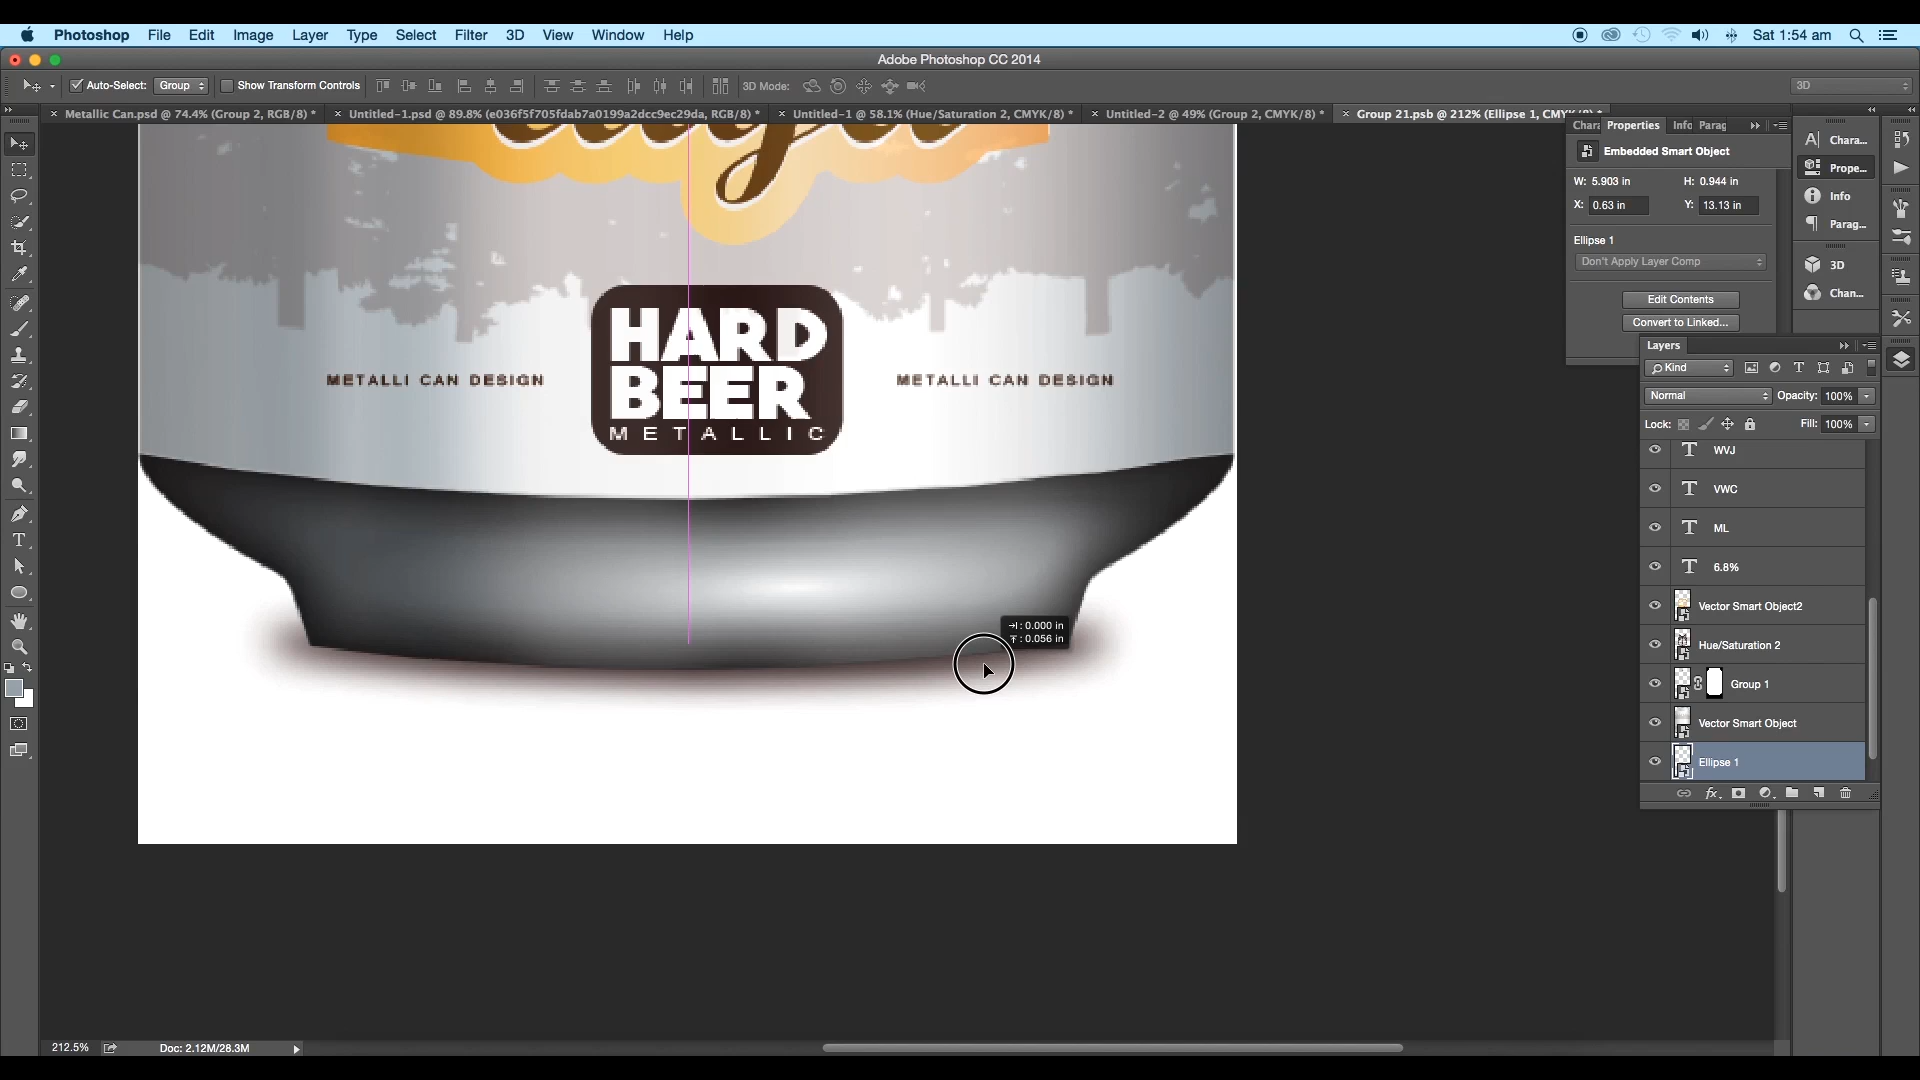 Photoshop File Edit Image Layer Type Select Filter 3D View Window Help Sat 1:54 am
Adobe Photoshop CC 2014
Auto-Select: Group Show Transform Controls 3D Mode: 3D
× Metallic Can.psd @ 74.4% (Group 2, RGB/8) * × Untitled-1.psd @ 89.8% (e036f5f705fdab7a0199a2dcc9ec29da, RGB/8) * × Untitled-1 @ 58.1% (Hue/Saturation 2, CMYK/8) * × Untitled-2 @ 49% (Group 2, CMYK/8) * × Group 21.psb @ 212% (Ellipse 1, CMYK/8) *
Chara Properties Info Parag
Embedded Smart Object
W: 5.903 in H: 0.944 in
X: 0.63 in Y: 13.13 in
Ellipse 1
Don't Apply Layer Comp
Edit Contents
Convert to Linked...
Chara...
Prope...
Info
Parag...
3D
Chan...
Layers
Kind
Normal Opacity: 100%
Lock: Fill: 100%
WVJ
VWC
ML
6.8%
Vector Smart Object2
Hue/Saturation 2
Group 1
Vector Smart Object
Ellipse 1
fx
HARD
BEER
METALLIC
METALLI CAN DESIGN
METALLI CAN DESIGN
: 0.000 in
: 0.056 in
212.5% Doc: 2.12M/28.3M